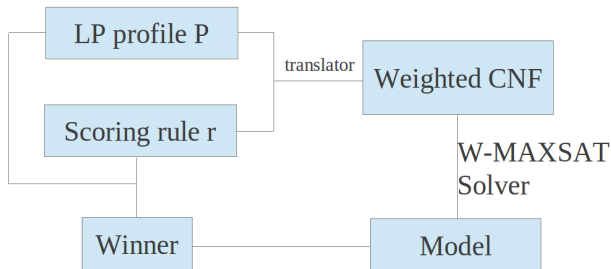 LP profile P
translator
Weighted CNF
Scoring rule r
W-MAXSAT
Solver
Winner
Model